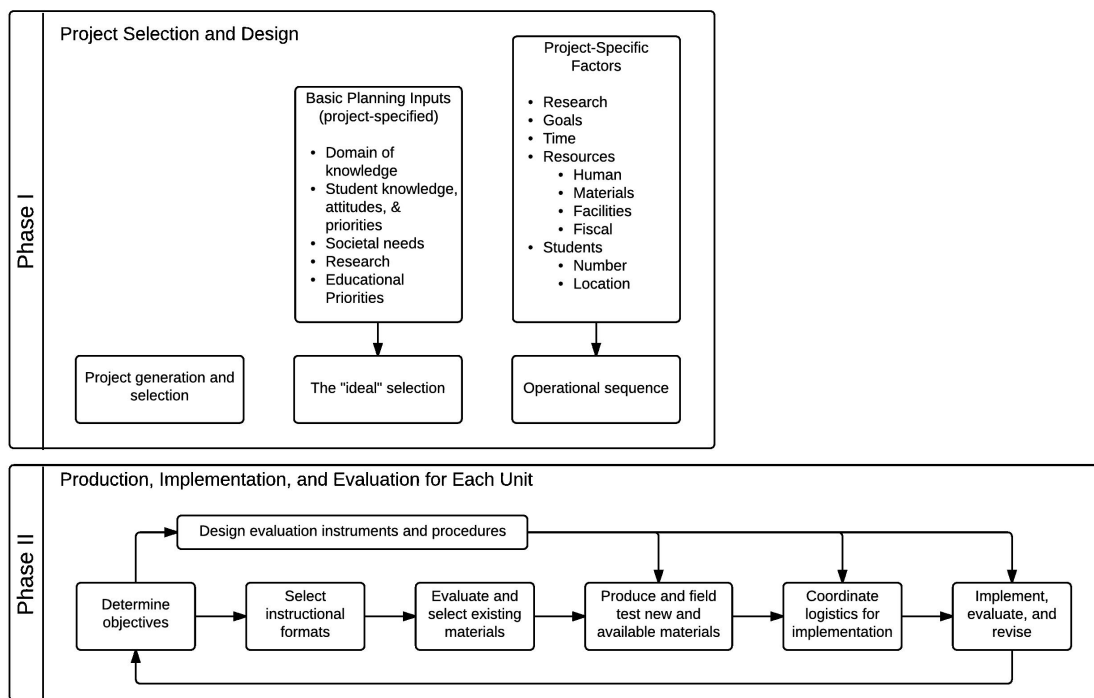 Phase I
Project Selection and Design
Basic Planning Inputs
(project-specified)
• Domain of
knowledge
• Student knowledge,
attitudes, &
priorities
• Societal needs
• Research
• Educational
Priorities
Project-Specific
Factors
• Research
• Goals
• Time
• Resources
• Human
• Materials
• Facilities
• Fiscal
• Students
• Number
• Location
Project generation and
selection
The "ideal" selection
Operational sequence
Phase II
Production, Implementation, and Evaluation for Each Unit
Design evaluation instruments and procedures
Determine
objectives
Select
instructional
formats
Evaluate and
select existing
materials
Produce and field
test new and
available materials
Coordinate
logistics for
implementation
Implement,
evaluate, and
revise